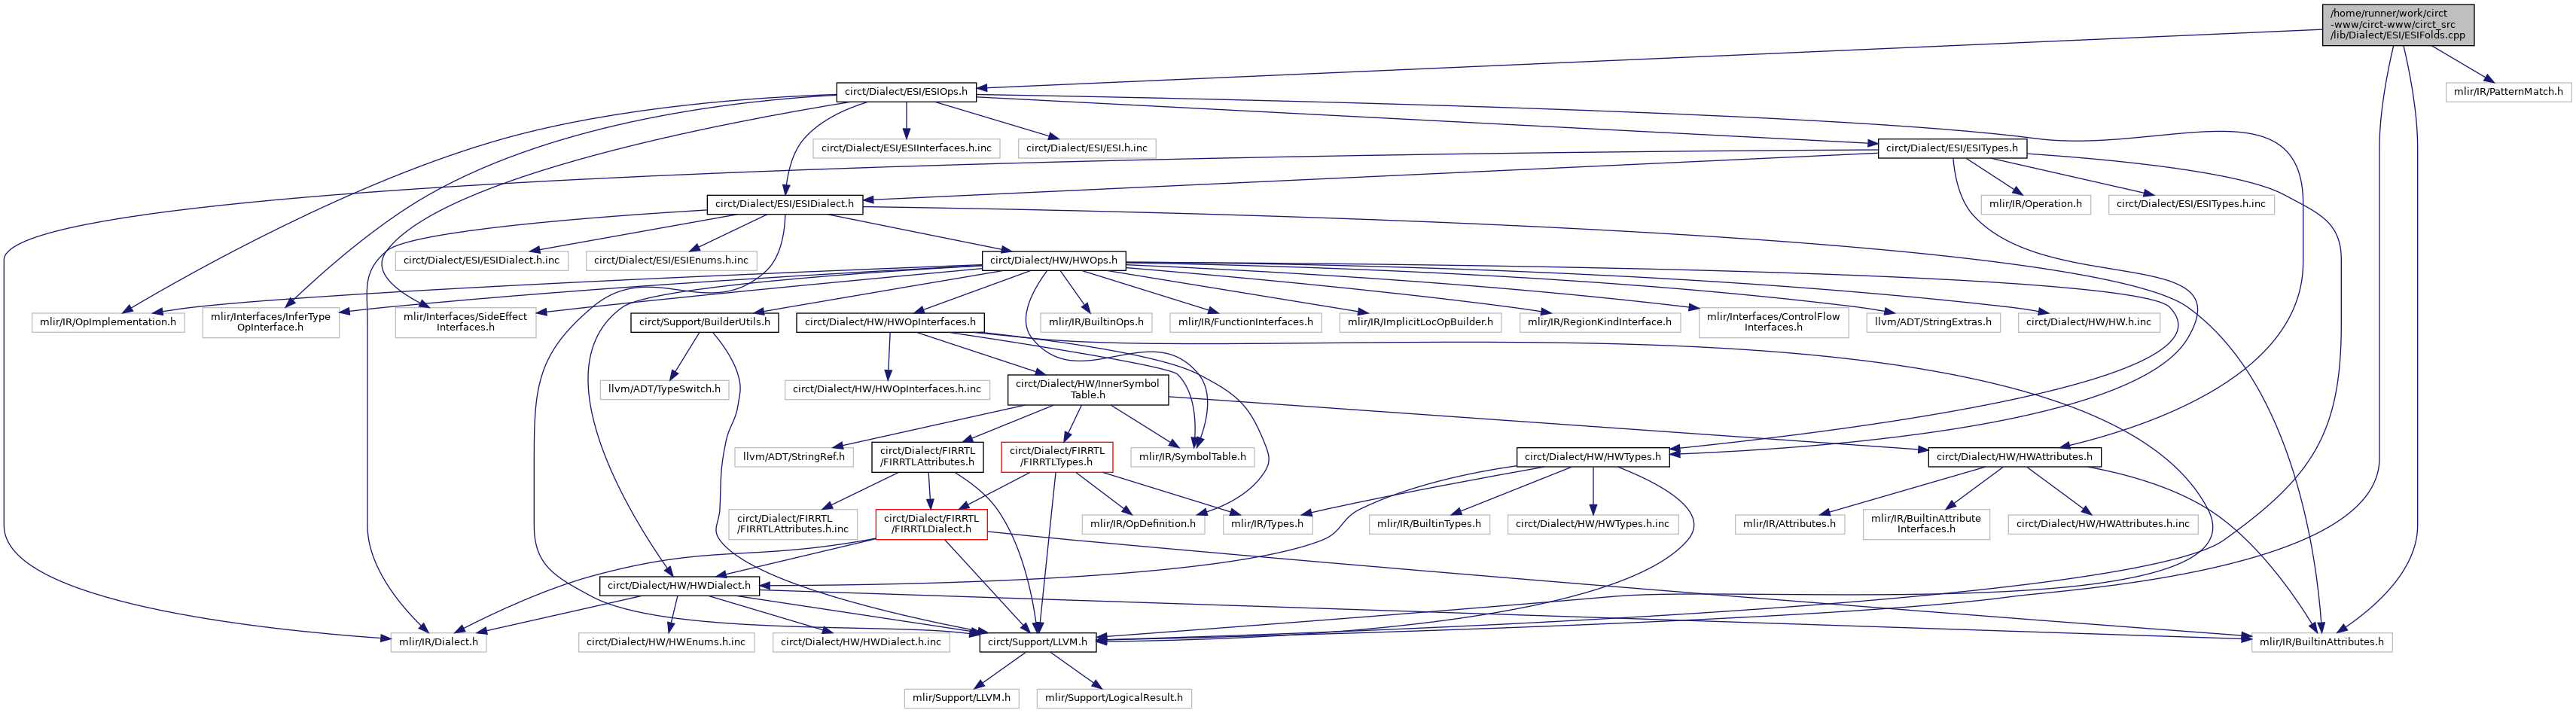 /home/runner/work/circt
-www/circt-www/circt_src
/lib/Dialect/ESI/ESIFolds.cpp
circt/Dialect/ESI/ESIOps.h
mlir/IR/PatternMatch.h
circt/Dialect/ESI/ESIInterfaces.h.inc
circt/Dialect/ESI/ESI.h.inc
circt/Dialect/ESI/ESITypes.h
circt/Dialect/ESI/ESIDialect.h
mlir/IR/Operation.h
circt/Dialect/ESI/ESITypes.h.inc
circt/Dialect/ESI/ESIDialect.h.inc
circt/Dialect/ESI/ESIEnums.h.inc
circt/Dialect/HW/HWOps.h
mlir/IR/OpImplementation.h
mlir/Interfaces/InferType
OpInterface.h
mlir/Interfaces/SideEffect
Interfaces.h
circt/Support/BuilderUtils.h
circt/Dialect/HW/HWOpInterfaces.h
mlir/IR/BuiltinOps.h
mlir/IR/FunctionInterfaces.h
mlir/IR/ImplicitLocOpBuilder.h
mlir/IR/RegionKindInterface.h
mlir/Interfaces/ControlFlow
Interfaces.h
llvm/ADT/StringExtras.h
circt/Dialect/HW/HW.h.inc
llvm/ADT/TypeSwitch.h
circt/Dialect/HW/HWOpInterfaces.h.inc
circt/Dialect/HW/InnerSymbol
Table.h
llvm/ADT/StringRef.h
circt/Dialect/FIRRTL
/FIRRTLAttributes.h
circt/Dialect/FIRRTL
/FIRRTLTypes.h
mlir/IR/SymbolTable.h
circt/Dialect/HW/HWTypes.h
circt/Dialect/HW/HWAttributes.h
circt/Dialect/FIRRTL
/FIRRTLAttributes.h.inc
circt/Dialect/FIRRTL
/FIRRTLDialect.h
mlir/IR/OpDefinition.h
mlir/IR/Types.h
mlir/IR/BuiltinTypes.h
circt/Dialect/HW/HWTypes.h.inc
mlir/IR/Attributes.h
mlir/IR/BuiltinAttribute
Interfaces.h
circt/Dialect/HW/HWAttributes.h.inc
circt/Dialect/HW/HWDialect.h
mlir/IR/Dialect.h
circt/Dialect/HW/HWEnums.h.inc
circt/Dialect/HW/HWDialect.h.inc
circt/Support/LLVM.h
mlir/IR/BuiltinAttributes.h
mlir/Support/LLVM.h
mlir/Support/LogicalResult.h